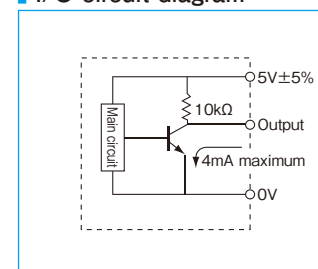 I/O circuit diagram
5V±5%
10kΩ
Main circuit
Output
4mA maximum
0V